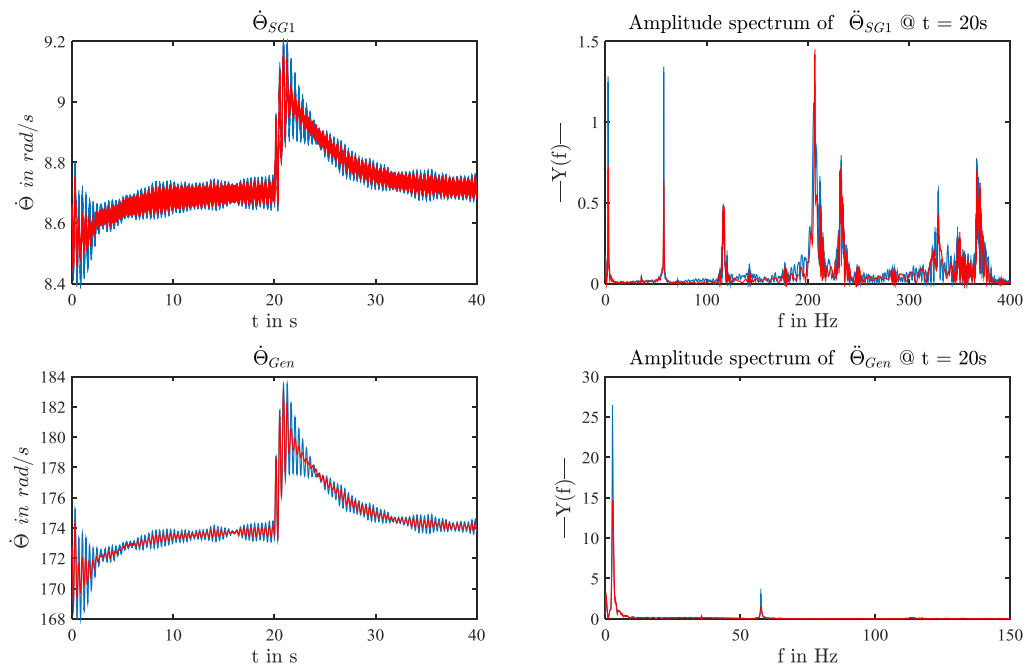 Θ̇SG1
Θ̇ in rad/s
9.2
9
8.8
8.6
8.4
0 10 20 30 40
t in s
Amplitude spectrum of Θ̈SG1 @ t = 20s
—Y(f)—
1.5
1
0.5
0
0 100 200 300 400
f in Hz
Θ̇Gen
Θ̇ in rad/s
184
182
180
178
176
174
172
170
168
0 10 20 30 40
t in s
Amplitude spectrum of Θ̈Gen @ t = 20s
—Y(f)—
30
25
20
15
10
5
0
0 50 100 150
f in Hz